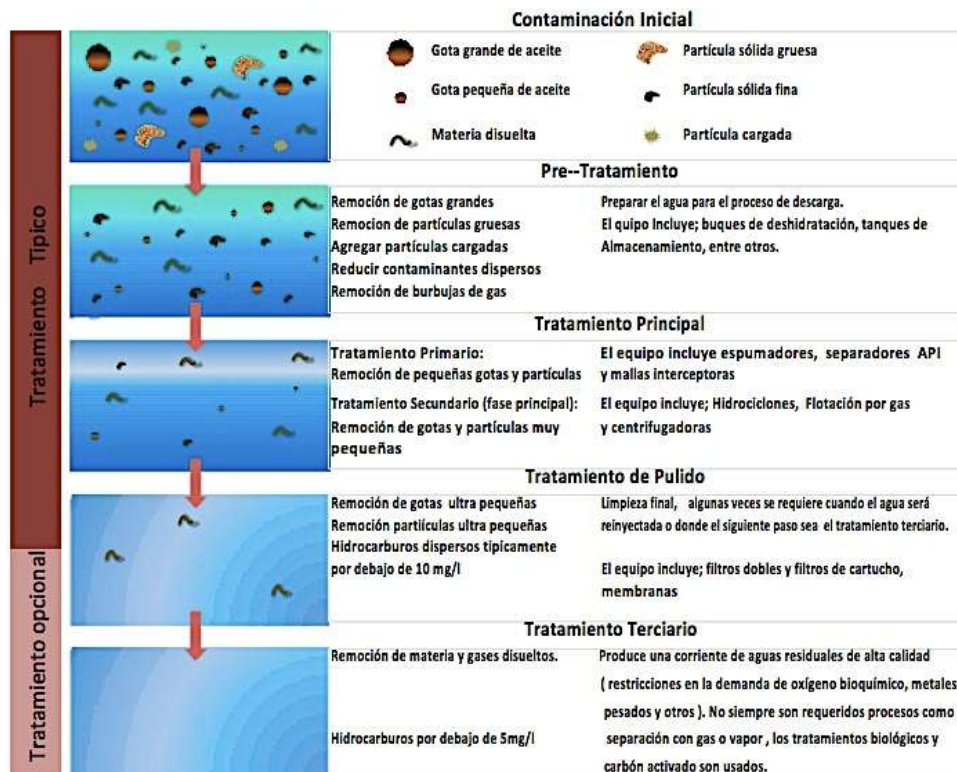 Contaminación Inicial
Gota grande de aceite
Partícula sólida gruesa
Gota pequeña de aceite
Partícula sólida fina
Materia disuelta
Partícula cargada
Tratamiento Típico
Pre--Tratamiento
Remoción de gotas grandes
Remocion de partículas gruesas
Agregar partículas cargadas
Reducir contaminantes dispersos
Remoción de burbujas de gas
Preparar el agua para el proceso de descarga.
El quipo Incluye; buques de deshidratación, tanques de
Almacenamiento, entre otros.
Tratamiento Principal
Tratamiento Primario:
Remoción de pequeñas gotas y partículas
El equipo incluye espumadores, separadores API
y mallas interceptoras
Tratamiento Secundario (fase principal):
Remoción de gotas y partículas muy
pequeñas
El equipo incluye; Hidrociclones, Flotación por gas
y centrifugadoras
Tratamiento de Pulido
Remoción de gotas ultra pequeñas
Remoción partiículas ultra pequeñas
Hidrocarburos dispersos tipícamente
por debajo de 10 mg/l
Limpieza final, algunas veces se requiere cuando el agua será
reinyectada o donde el siguiente paso sea el tratamiento terciario.
El equipo incluye; filtros dobles y filtros de cartucho,
membranas
Tratamiento opcional
Tratamiento Terciario
Remoción de materia y gases disueltos.
Hidrocarburos por debajo de 5mg/l
Produce una corriente de aguas residuales de alta calidad
( restricciones en la demanda de oxígeno bioquímico, metales
pesados y otros ). No siempre son requeridos procesos como
separación con gas o vapor , los tratamientos biológicos y
carbón activado son usados.